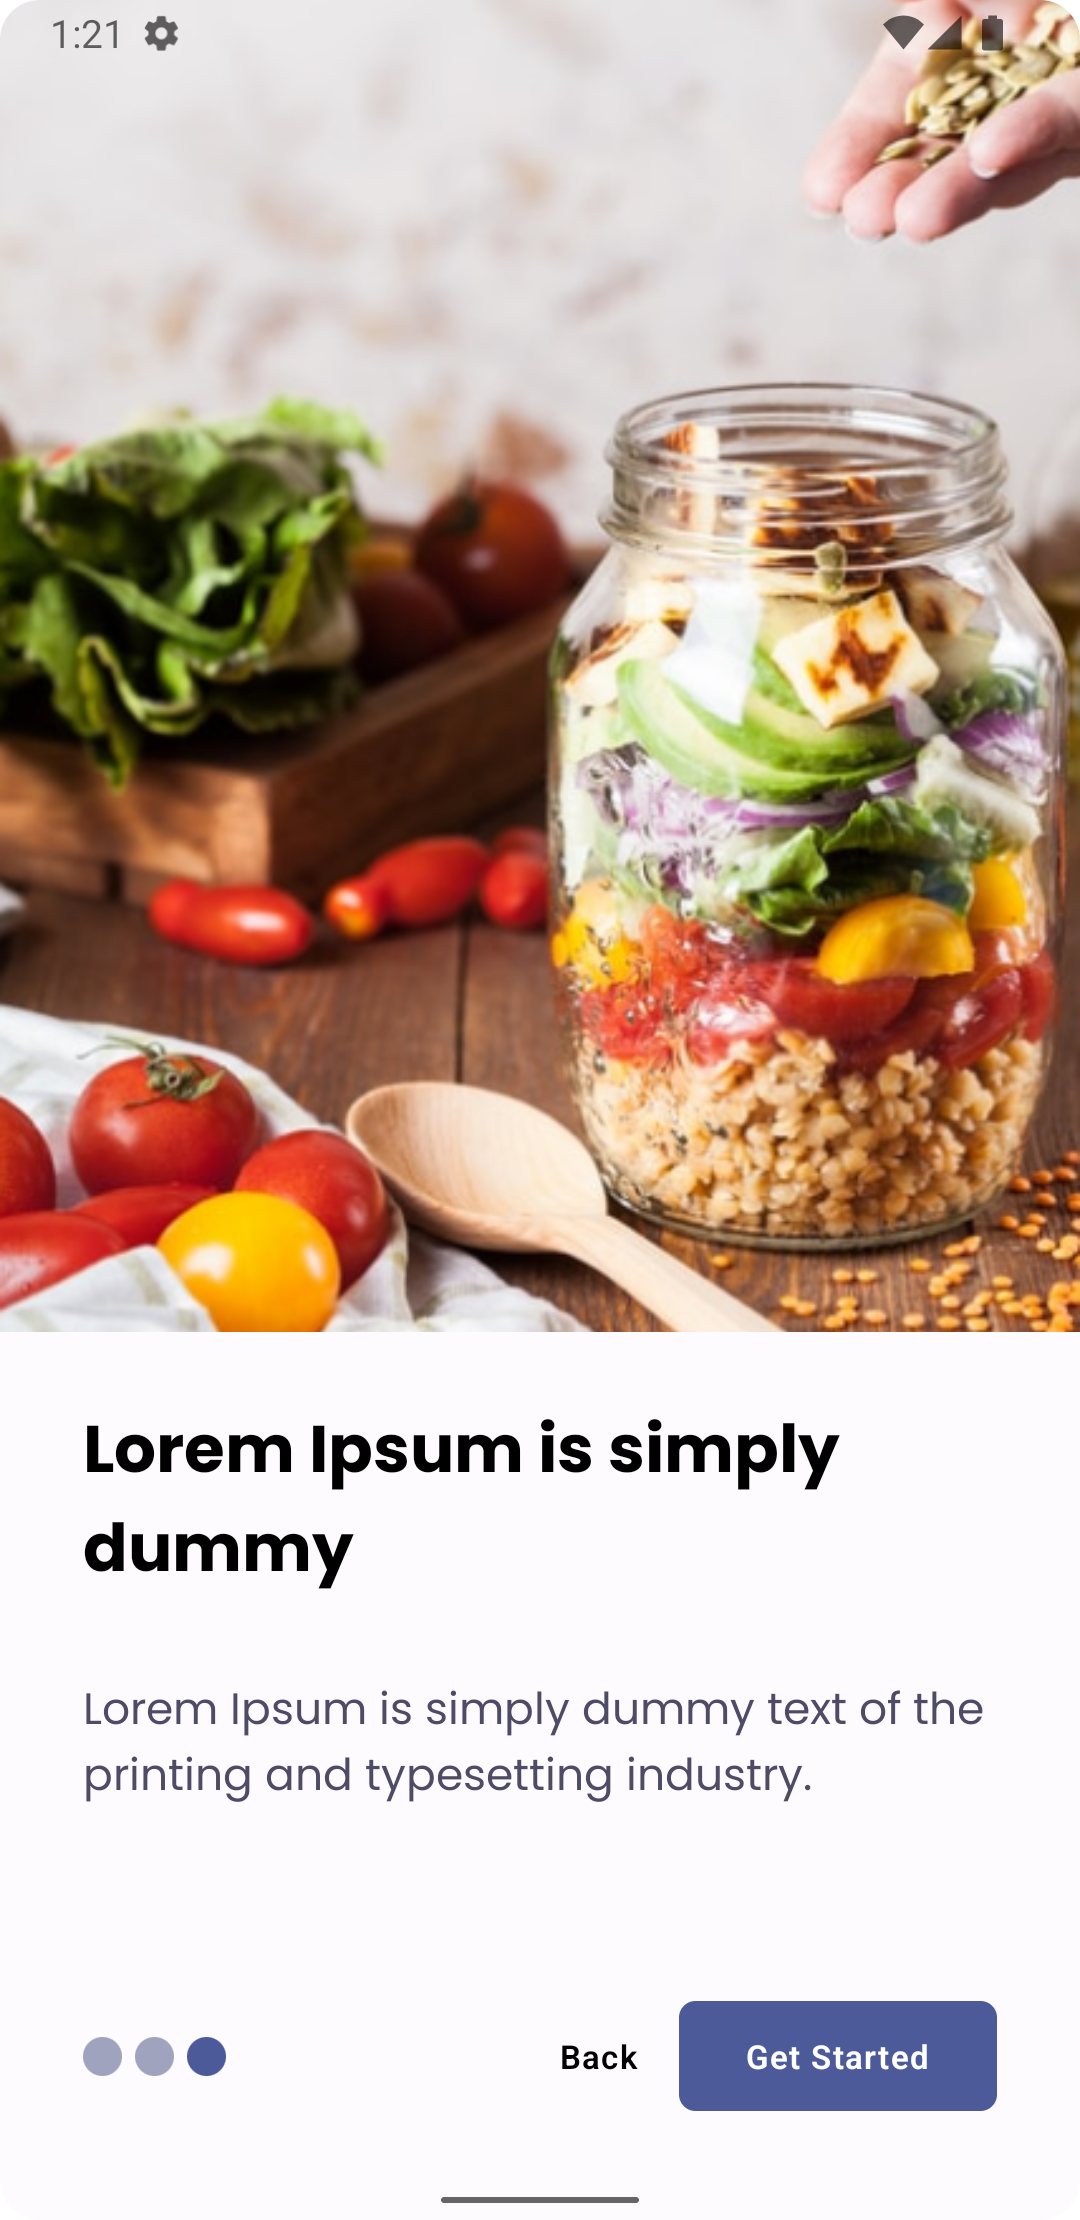 1:21
Lorem Ipsum is simply
dummy
Lorem Ipsum is simply dummy text of the
printing and typesetting industry.
Back
Get Started